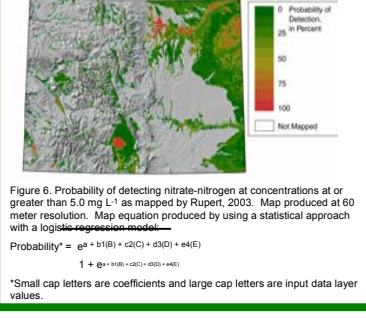 0 Probability of
Detection,
in Percent
25
50
75
100
Not Mapped
Figure 6. Probability of detecting nitrate-nitrogen at concentrations at or
greater than 5.0 mg L-1 as mapped by Rupert, 2003. Map produced at 60
meter resolution. Map equation produced by using a statistical approach
with a logistic regression model:
Probability* = ea + b1(B) + c2(C) + d3(D) + e4(E)
1 + ea + b1(B) + c2(C) + d3(D) + e4(E)
*Small cap letters are coefficients and large cap letters are input data layer
values.